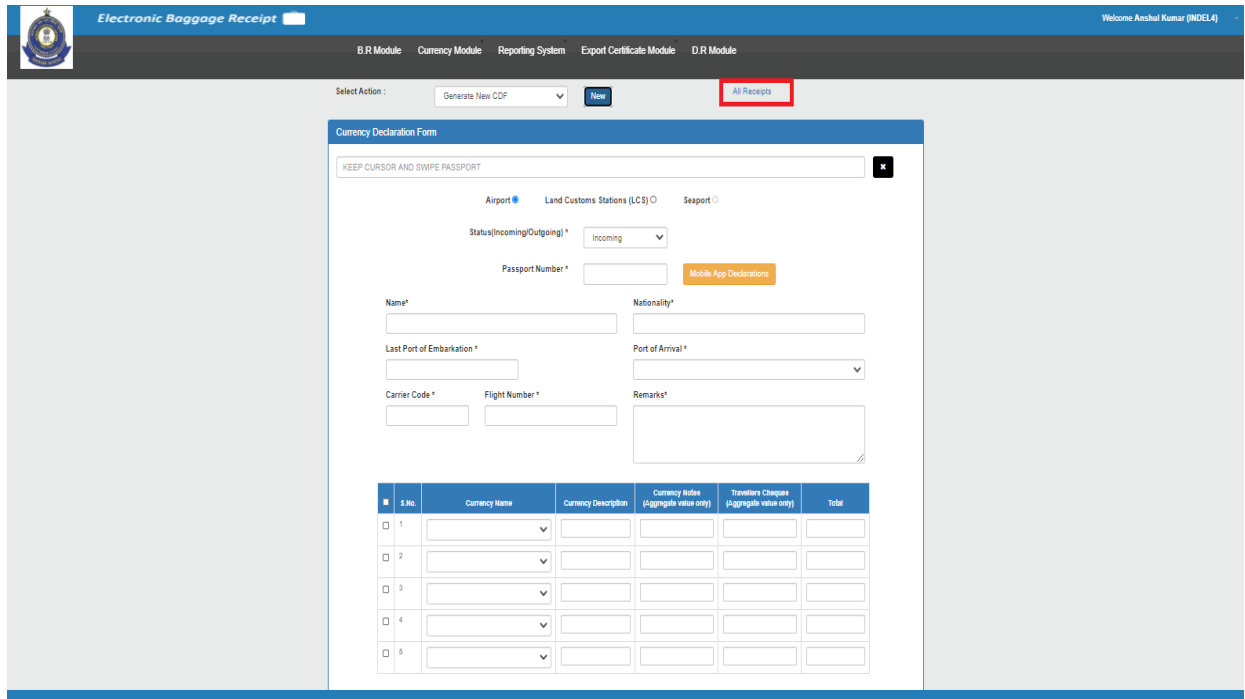 Electronic Baggage Receipt
Welcome Anshul Kumar (INDEL4)
B.R Module Currency Module Reporting System Export Certificate Module D.R Module
Select Action : Generate New CDF New All Receipts
Currency Declaration Form
KEEP CURSOR AND SWIPE PASSPORT
Airport Land Customs Stations (LCS) Seaport
Status(Incoming/Outgoing) * Incoming
Passport Number * Mobile App Declarations
Name* Nationality*
Last Port of Embarkation * Port of Arrival *
Carrier Code * Flight Number * Remarks*
S.No. Currency Name Currency Description Currency Notes (Aggregate value only) Travellers Cheques (Aggregate value only) Total
1
2
3
4
5